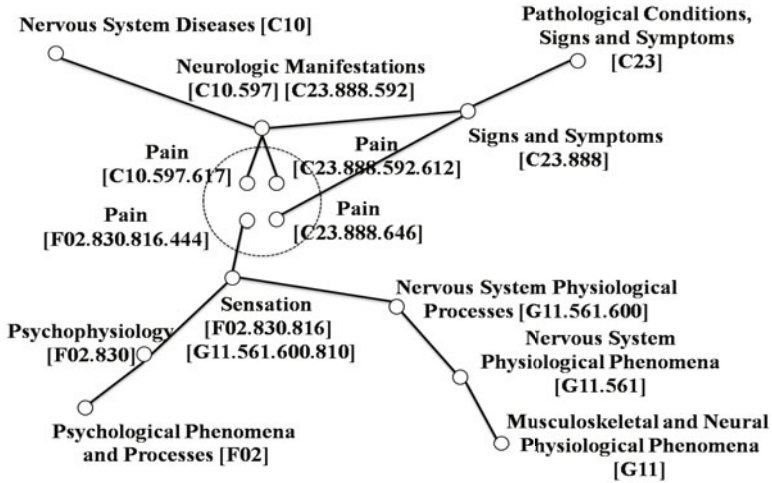 Nervous System Diseases [C10]
Pathological Conditions,
Signs and Symptoms
[C23]
Neurologic Manifestations
[C10.597] [C23.888.592]
Signs and Symptoms
[C23.888]
Pain
[C10.597.617]
Pain
[C23.888.592.612]
Pain
[F02.830.816.444]
Pain
[C23.888.646]
Sensation
[F02.830.816]
[G11.561.600.810]
Nervous System Physiological
Processes [G11.561.600]
Psychophysiology
[F02.830]
Nervous System
Physiological Phenomena
[G11.561]
Psychological Phenomena
and Processes [F02]
Musculoskeletal and Neural
Physiological Phenomena
[G11]